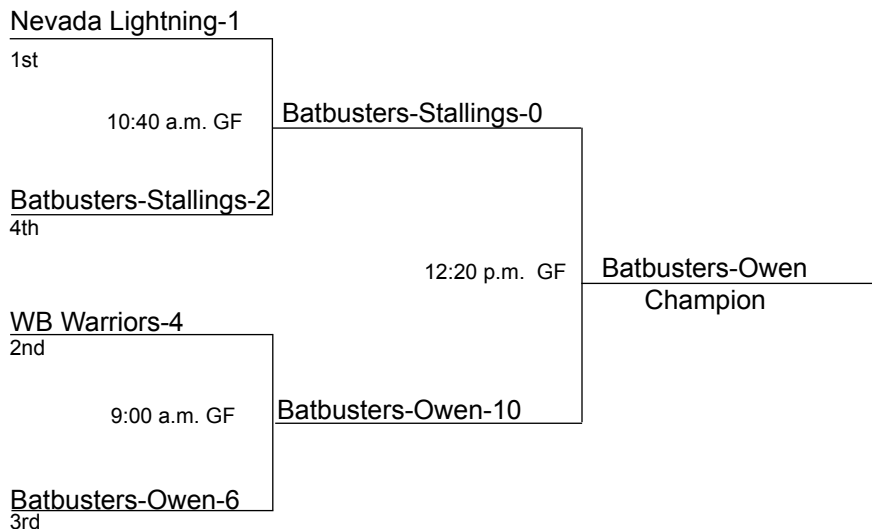 Nevada Lightning-1
1st
10:40 a.m. GF
Batbusters-Stallings-0
Batbusters-Stallings-2
4th
12:20 p.m. GF
Batbusters-Owen
Champion
WB Warriors-4
2nd
9:00 a.m. GF
Batbusters-Owen-10
Batbusters-Owen-6
3rd